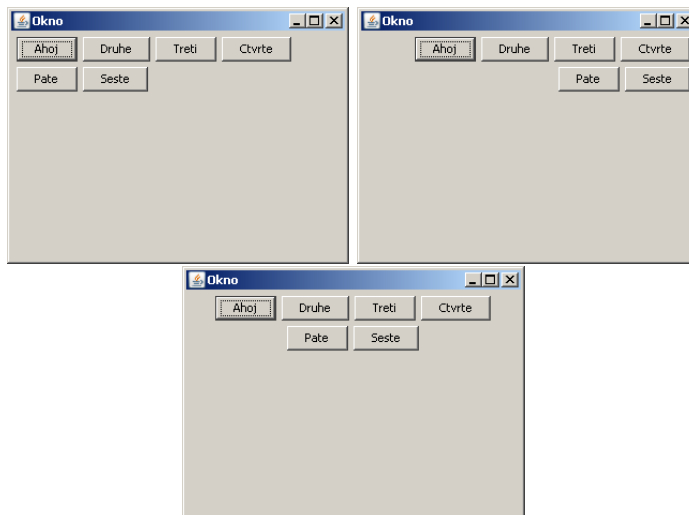 Okno
Ahoj Druhe Treti Ctvrte
Pate Seste
Okno
Ahoj Druhe Treti Ctvrte
Pate Seste
Okno
Ahoj Druhe Treti Ctvrte
Pate Seste